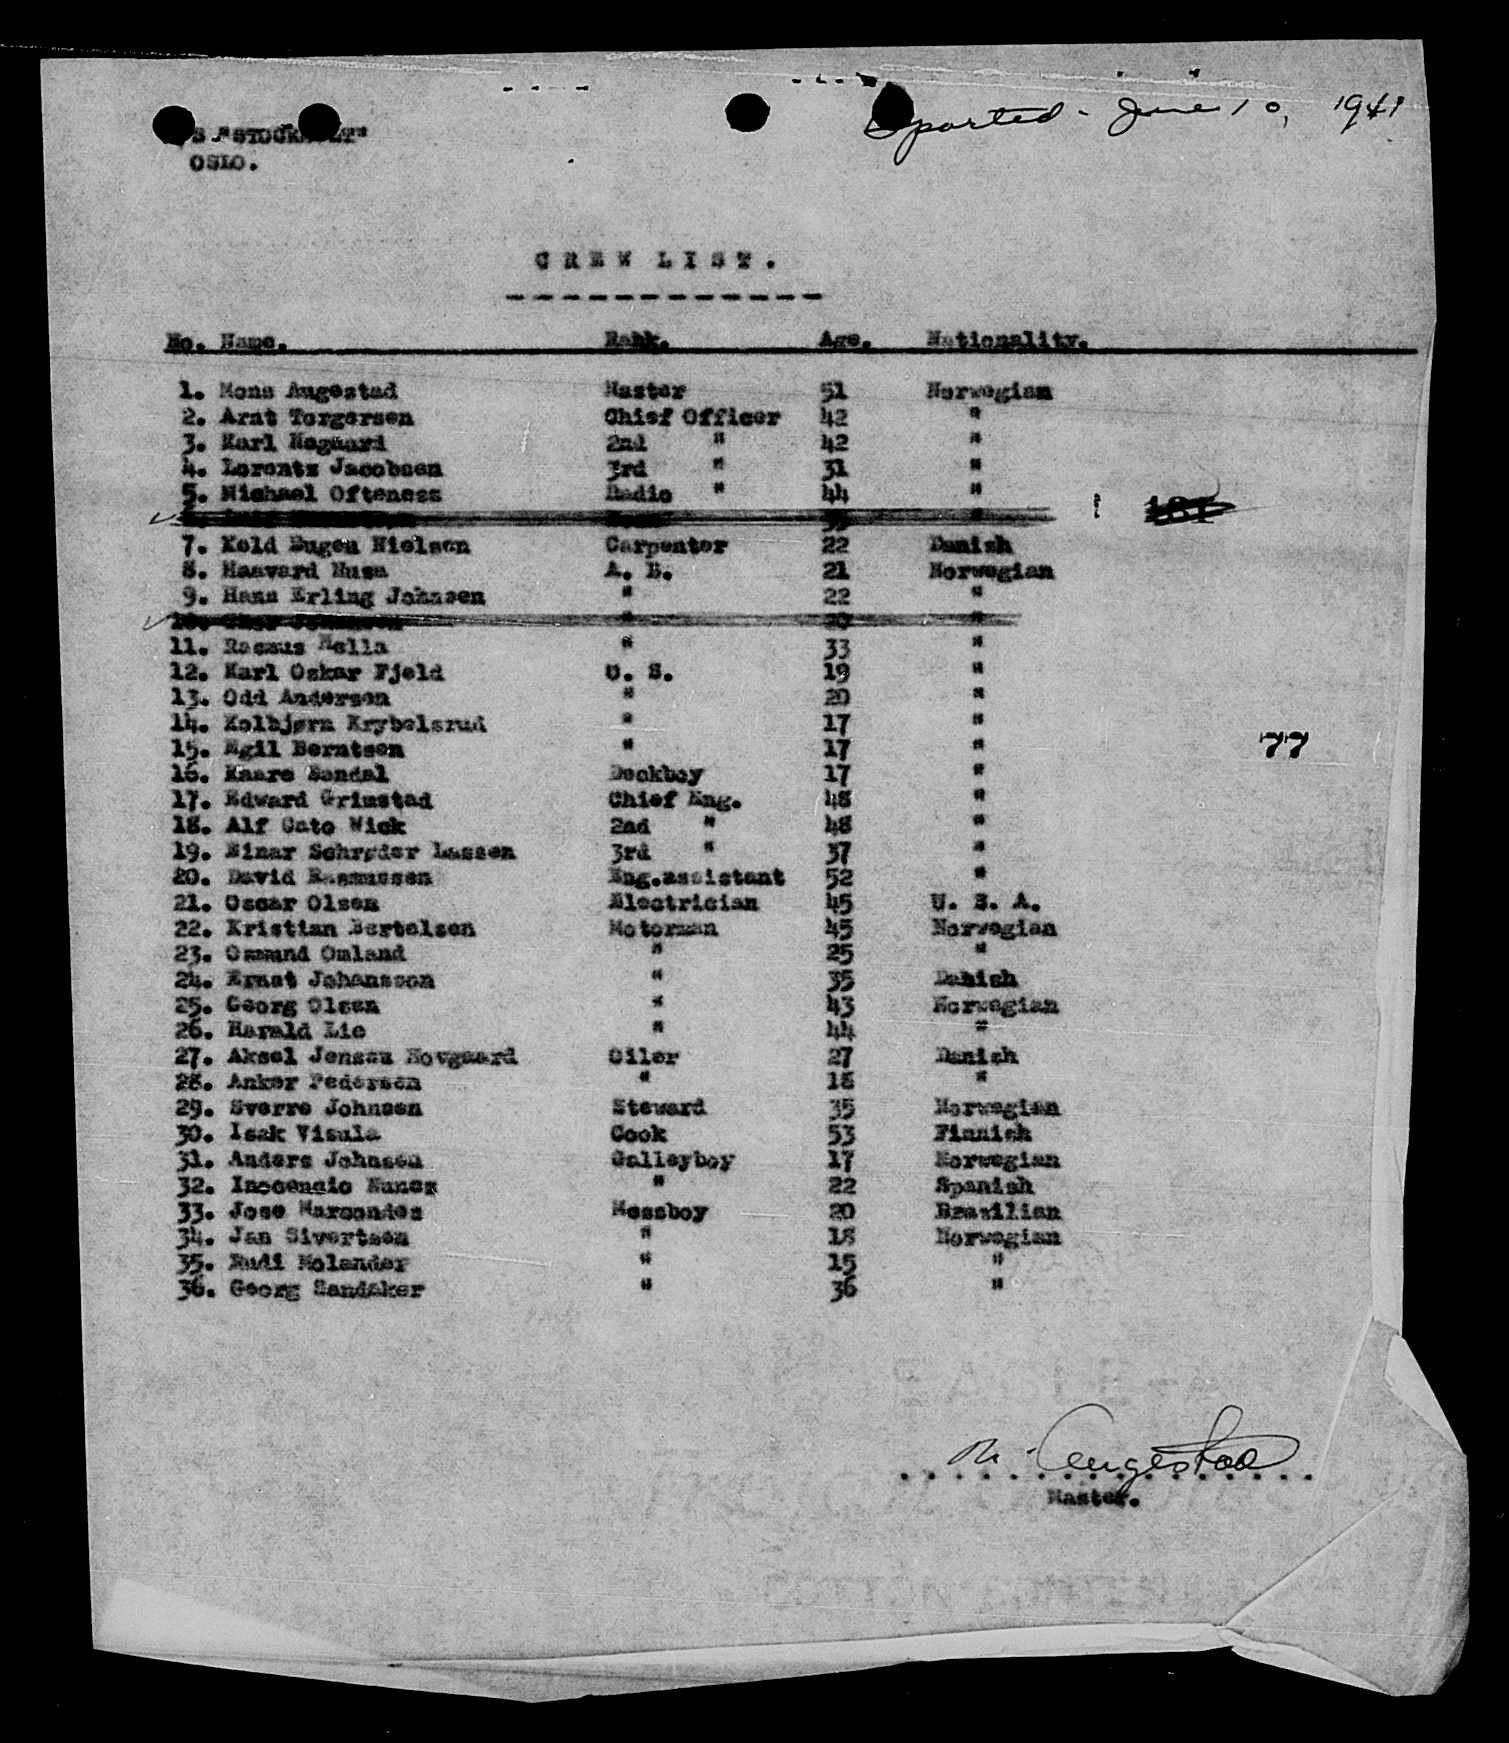 Departed - June 10, 1941
OSLO.
CREW LIST.
No. Name. Rank. Age. Nationality.
1. Mons Augestad Master 51 Norwegian
2. Arnt Torgersen Chief Officer 42 "
3. Karl Nogaard 2nd " 42 "
4. Lorentz Jacobsen 3rd " 31 "
5. Michael Ofteness Radio " 44 "
7. Keld Eugen Nielsen Carpenter 22 Danish
8. Haavard Husa A. B. 21 Norwegian
9. Hans Erling Johnsen " 22 "
11. Rasmus Mella " 33 "
12. Karl Oskar Fjeld O. S. 19 "
13. Odd Andersen " 20 "
14. Kolbjørn Krybelsrud " 17 "
77
15. Egil Berntsen " 17 "
16. Kaare Sandal Deckboy 17 "
17. Edward Grimstad Chief Eng. 48 "
18. Alf Cato Wick 2nd " 48 "
19. Einar Schrøder Lassen 3rd " 37 "
20. David Rasmussen Eng.assistant 52 "
21. Oscar Olsen Electrician 45 U. S. A.
22. Kristian Bertelsen Motorman 45 Norwegian
23. Osmund Omland " 25 "
24. Ernst Johansson " 35 Danish
25. Georg Olsen " 43 Norwegian
26. Harald Lie " 44 "
27. Aksel Jensen Hovgaard Oiler 27 Danish
28. Anker Pedersen " 18 "
29. Sverre Johnsen Steward 35 Norwegian
30. Isak Visula Cook 53 Finnish
31. Anders Johnsen Galleyboy 17 Norwegian
32. Inocencio Nunez " 22 Spanish
33. Jose Marcondes Messboy 20 Brazilian
34. Jan Sivertsen " 18 Norwegian
35. Rudi Molander " 15 "
36. Georg Sandaker " 36 "
M. Augestad
Master.